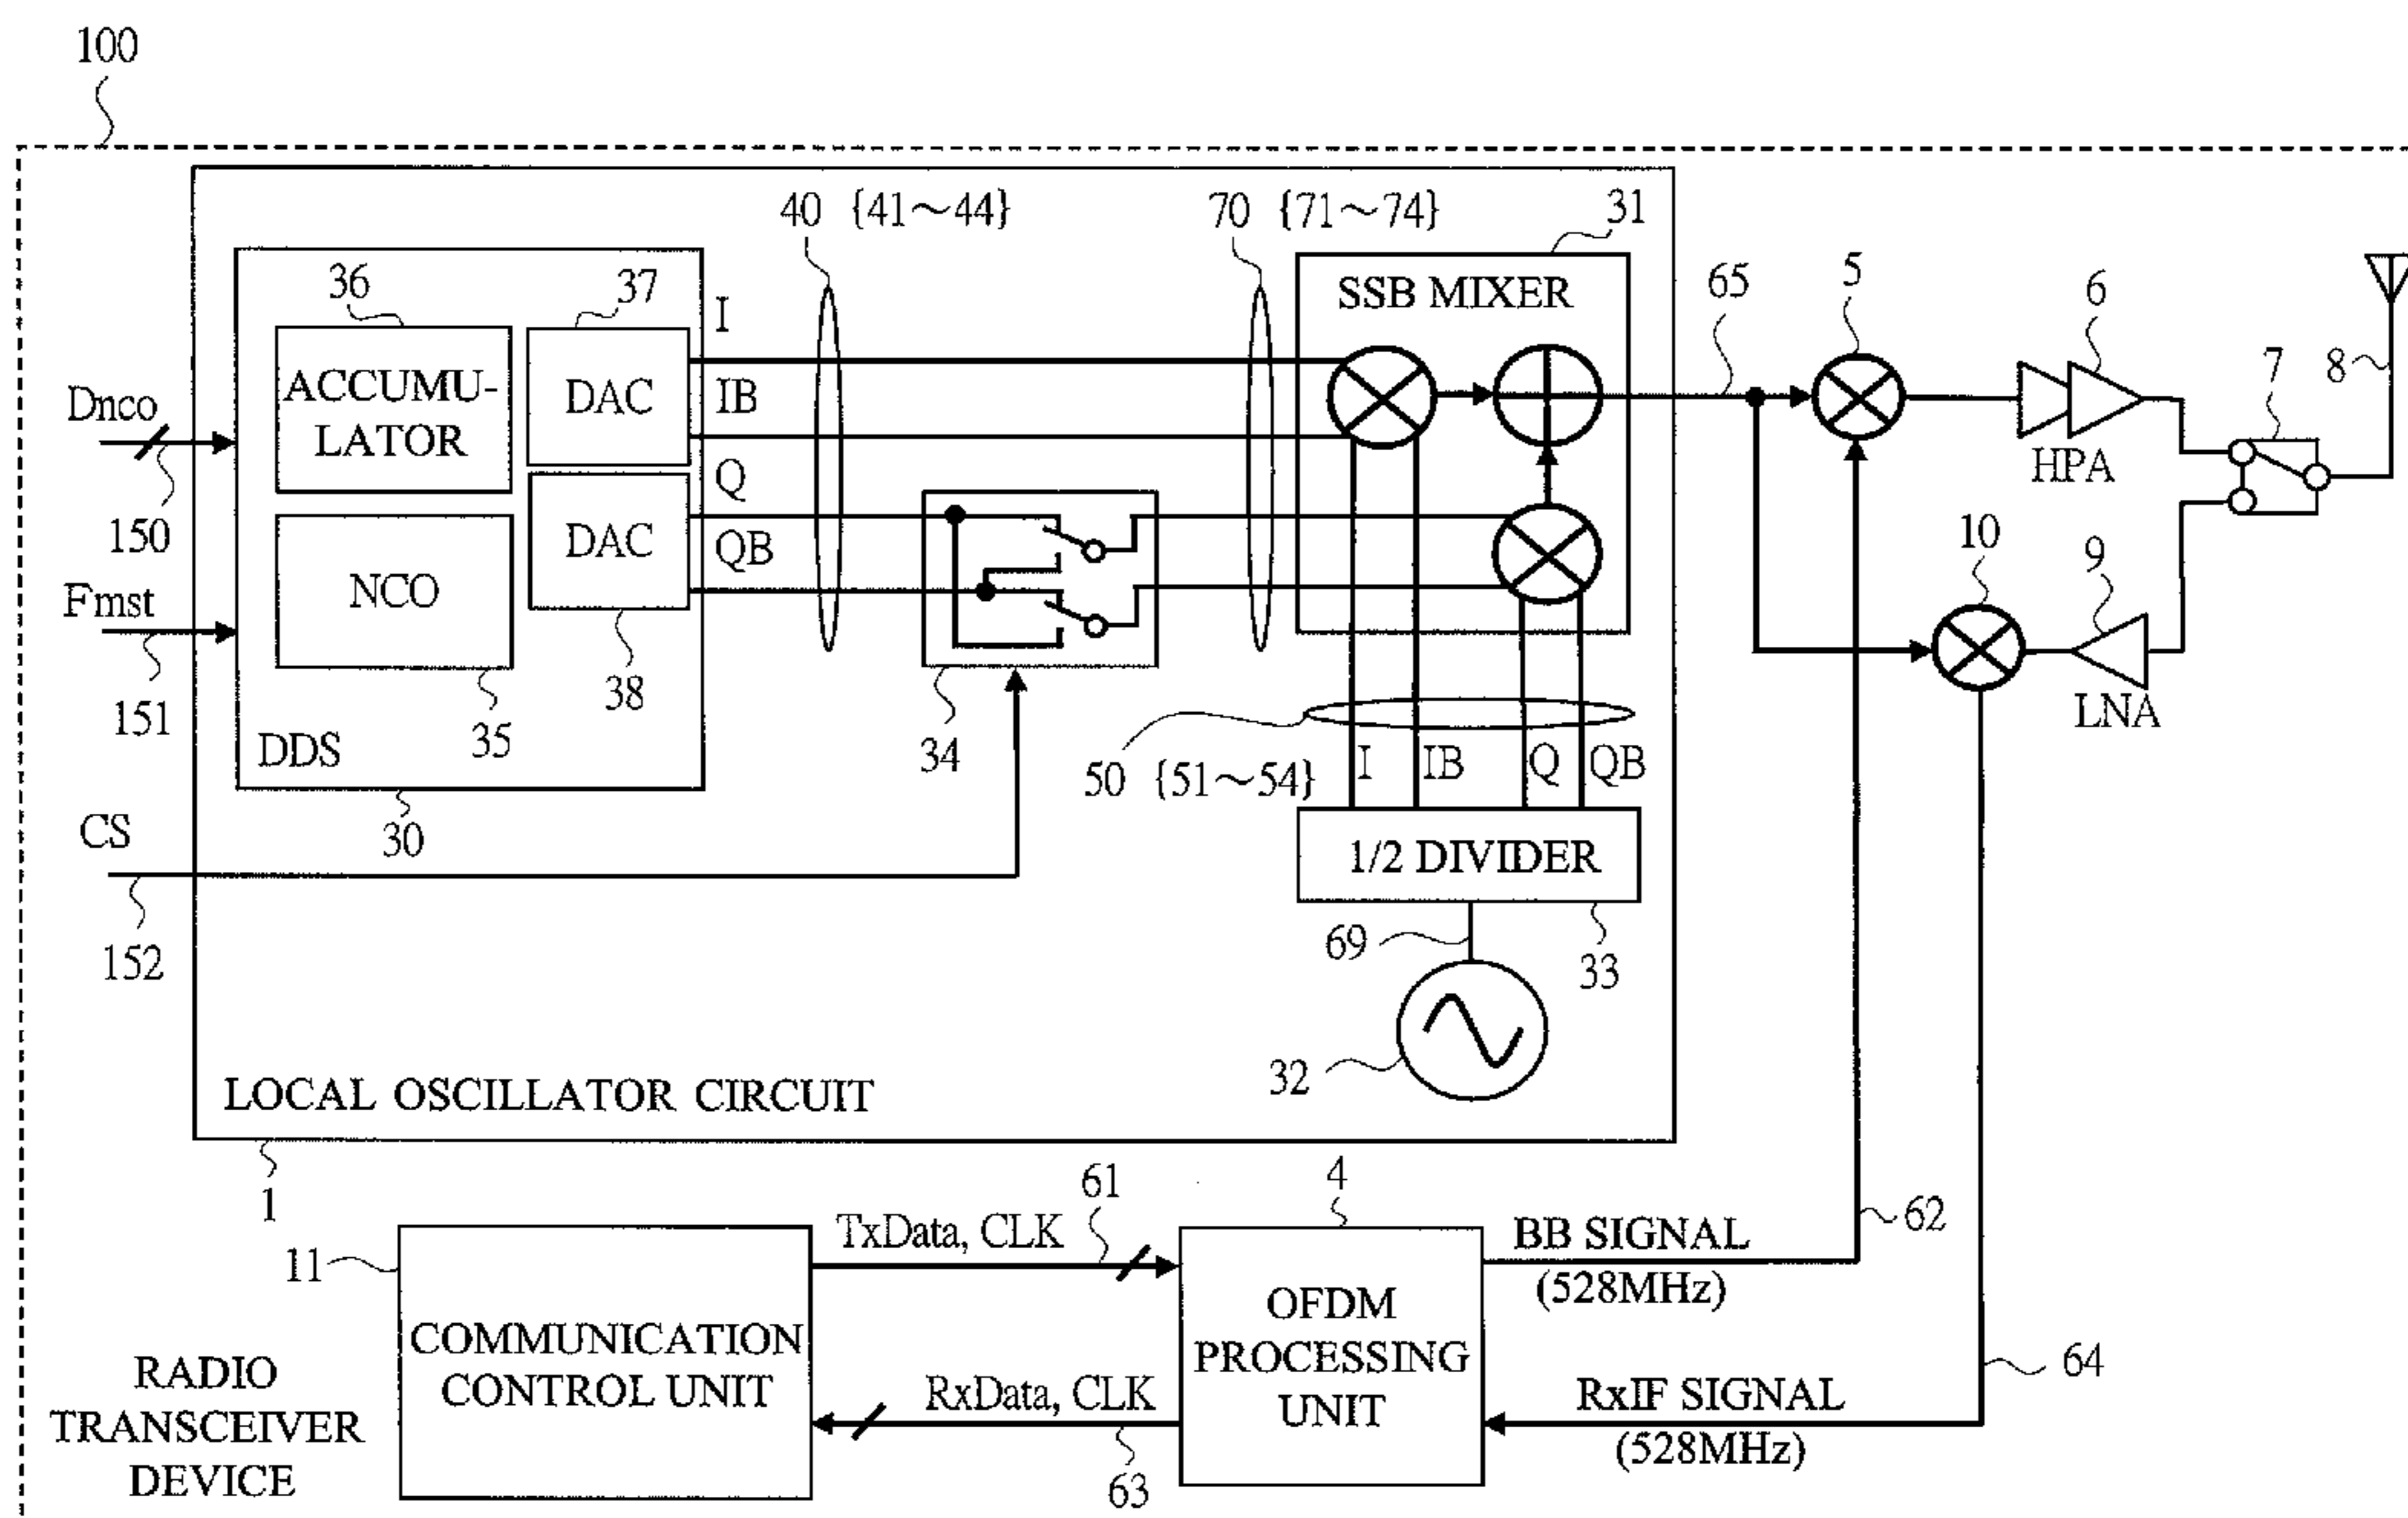 100
40 {41~44}
70 {71~74}
31
36
37
I
SSB MIXER
65
5
6
ACCUMU-
LATOR
DAC
IB
7
8
Dnco
Q
HPA
150
DAC
QB
10
9
NCO
Fmst
151
38
34
LNA
35
DDS
50 {51~54}
I
IB
Q
QB
CS
30
1/2 DIVIDER
152
69
33
32
LOCAL OSCILLATOR CIRCUIT
1
61
4
TxData, CLK
BB SIGNAL
62
11
(528MHz)
OFDM
PROCESSING
UNIT
COMMUNICATION
CONTROL UNIT
64
RADIO
TRANSCEIVER
DEVICE
RxData, CLK
RxIF SIGNAL
(528MHz)
63